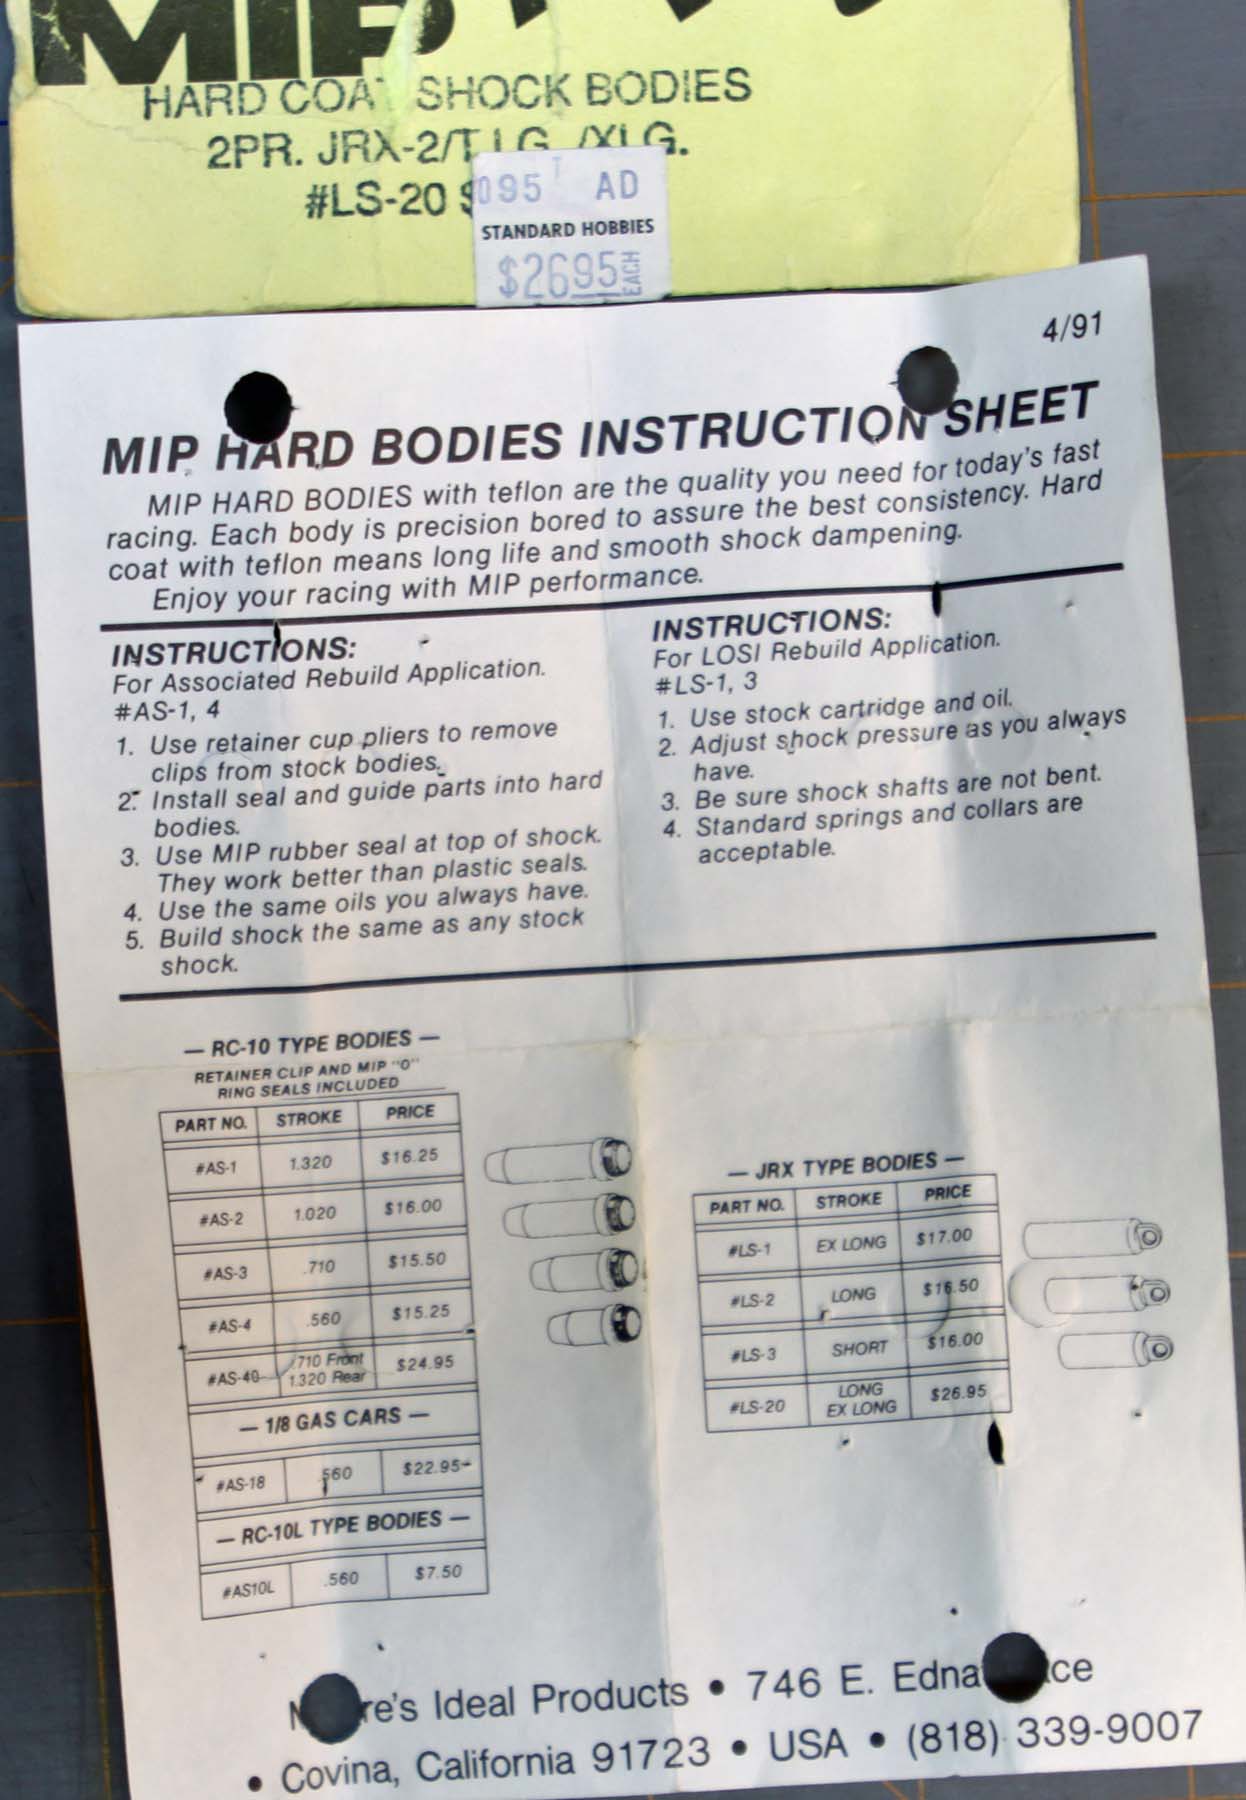 MIP
HARD COAT SHOCK BODIES
2PR. JRX-2/T LG. /XLG.
#LS-20 $
095 AD
STANDARD HOBBIES
$26.95 EACH
4/91
MIP HARD BODIES INSTRUCTION SHEET
MIP HARD BODIES with teflon are the quality you need for today's fast
racing. Each body is precision bored to assure the best consistency. Hard
coat with teflon means long life and smooth shock dampening.
Enjoy your racing with MIP performance.
INSTRUCTIONS:
For Associated Rebuild Application.
#AS-1, 4
1. Use retainer cup pliers to remove
clips from stock bodies.
2. Install seal and guide parts into hard
bodies.
3. Use MIP rubber seal at top of shock.
They work better than plastic seals.
4. Use the same oils you always have.
5. Build shock the same as any stock
shock.
INSTRUCTIONS:
For LOSI Rebuild Application.
#LS-1, 3
1. Use stock cartridge and oil.
2. Adjust shock pressure as you always
have.
3. Be sure shock shafts are not bent.
4. Standard springs and collars are
acceptable.
— RC-10 TYPE BODIES —
RETAINER CLIP AND MIP "O"
RING SEALS INCLUDED
PART NO. STROKE PRICE
#AS-1 1.320 $16.25
#AS-2 1.020 $16.00
#AS-3 .710 $15.50
#AS-4 .560 $15.25
#AS-40 .710 Front 1.320 Rear $24.95
— 1/8 GAS CARS —
#AS-18 .560 $22.95
— RC-10L TYPE BODIES —
#AS10L .560 $7.50
— JRX TYPE BODIES —
PART NO. STROKE PRICE
#LS-1 EX LONG $17.00
#LS-2 LONG $16.50
#LS-3 SHORT $16.00
#LS-20 LONG EX LONG $26.95
Ideal Products • 746 E. Edna
• Covina, California 91723 • USA • (818) 339-9007